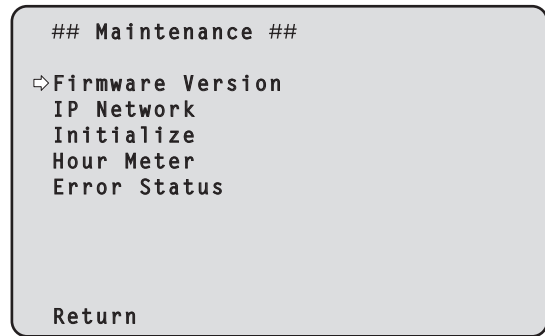 ## Maintenance ##
⇨Firmware Version
IP Network
Initialize
Hour Meter
Error Status
Return